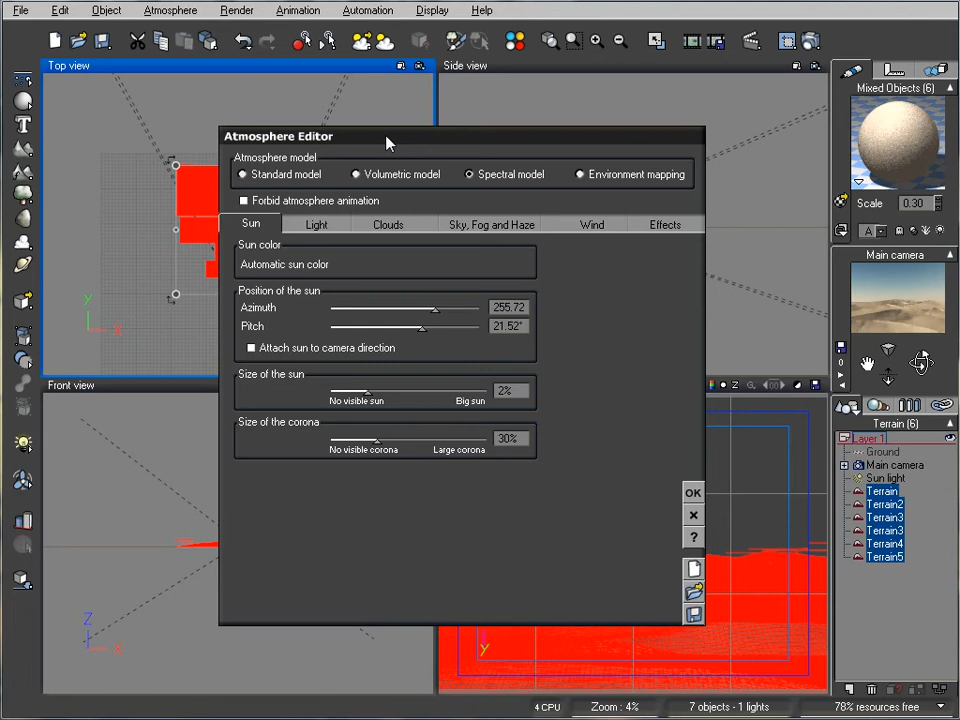 File Edit Object Atmosphere Render Animation Automation Display Help
Top view
Side view
Mixed Objects (6)
Atmosphere Editor
Atmosphere model
Standard model Volumetric model Spectral model Environment mapping
Forbid atmosphere animation
Scale 0.30
Sun Light Clouds Sky, Fog and Haze Wind Effects
Sun color
Automatic sun color
Main camera
Position of the sun
Azimuth 255.72
Pitch 21.52°
Attach sun to camera direction
Size of the sun
2%
No visible sun Big sun
Size of the corona
30%
No visible corona Large corona
Front view
Terrain (6)
Layer 1
Ground
Main camera
Sun light
Terrain
Terrain2
Terrain3
Terrain3
Terrain4
Terrain5
OK
?
Y
X
Z
X
Y
4 CPU Zoom : 4% 7 objects - 1 lights 78% resources free